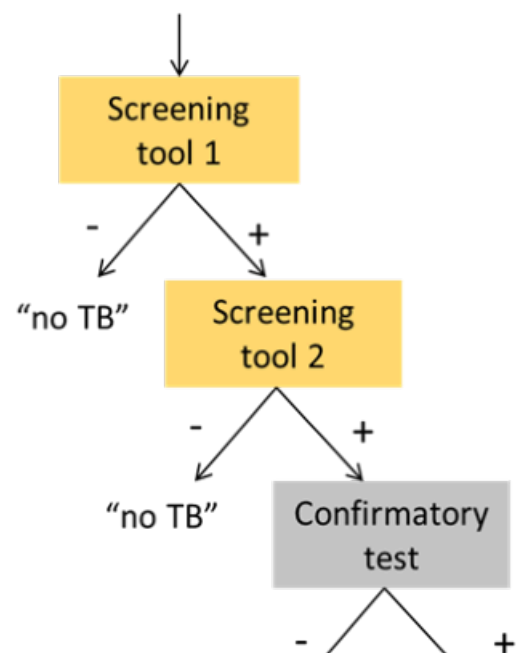 Screening
tool 1
-
+
“no TB”
Screening
tool 2
-
+
“no TB”
Confirmatory
test
-
+